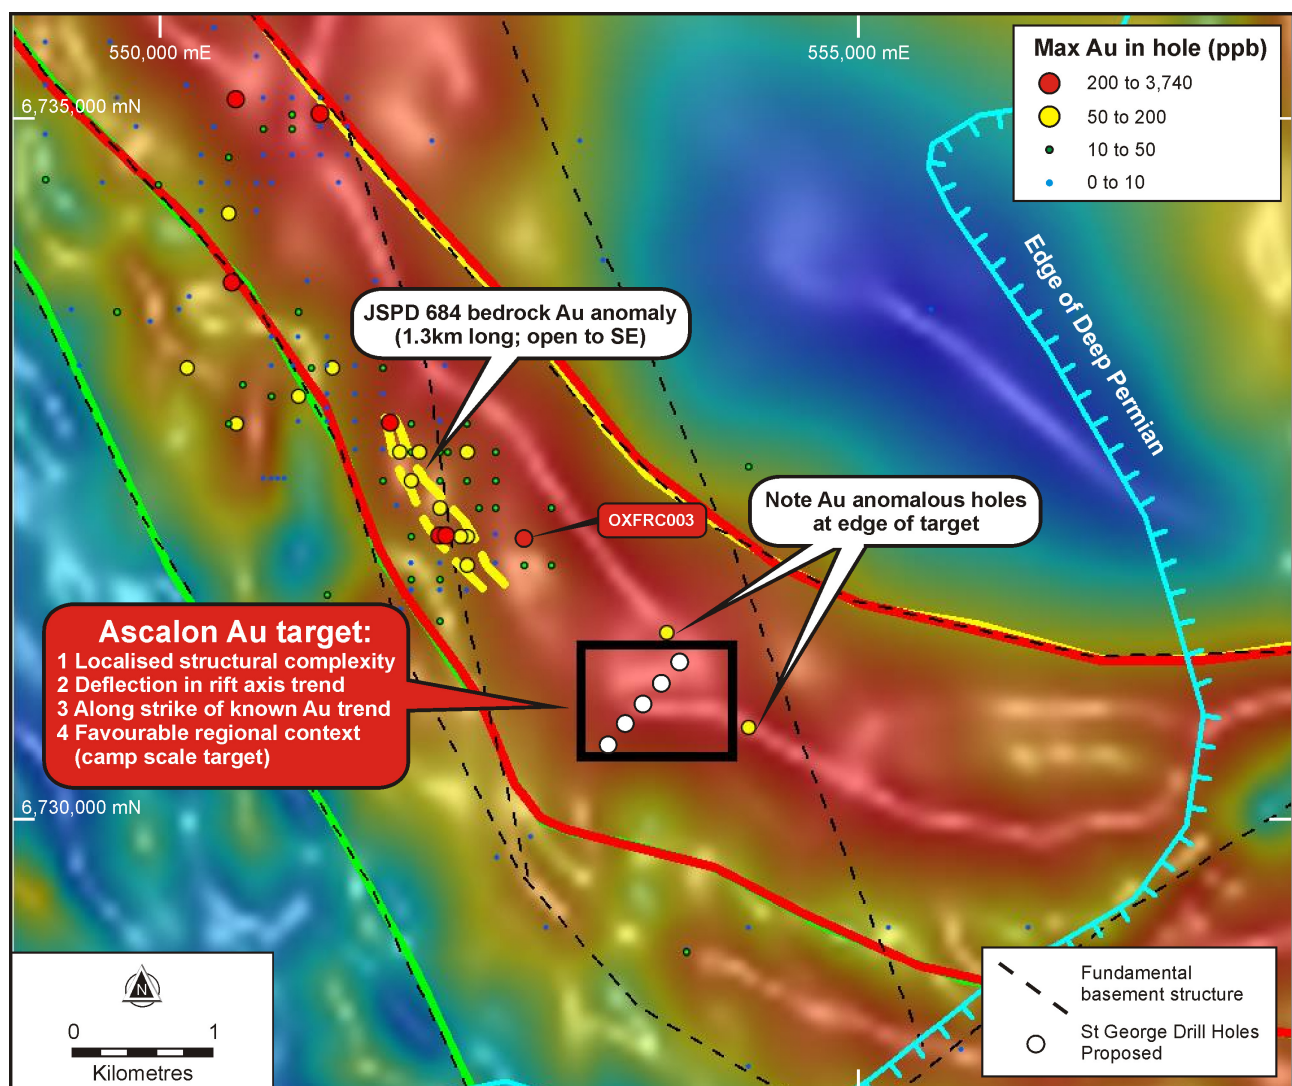 550,000 mE
555,000 mE
6,735,000 mN
Max Au in hole (ppb)
200 to 3,740
50 to 200
10 to 50
0 to 10
Edge of Deep Permian
JSPD 684 bedrock Au anomaly
(1.3km long; open to SE)
OXFRC003
Note Au anomalous holes
at edge of target
Ascalon Au target:
1 Localised structural complexity
2 Deflection in rift axis trend
3 Along strike of known Au trend
4 Favourable regional context
(camp scale target)
6,730,000 mN
N
0 1
Kilometres
Fundamental
basement structure
St George Drill Holes
Proposed